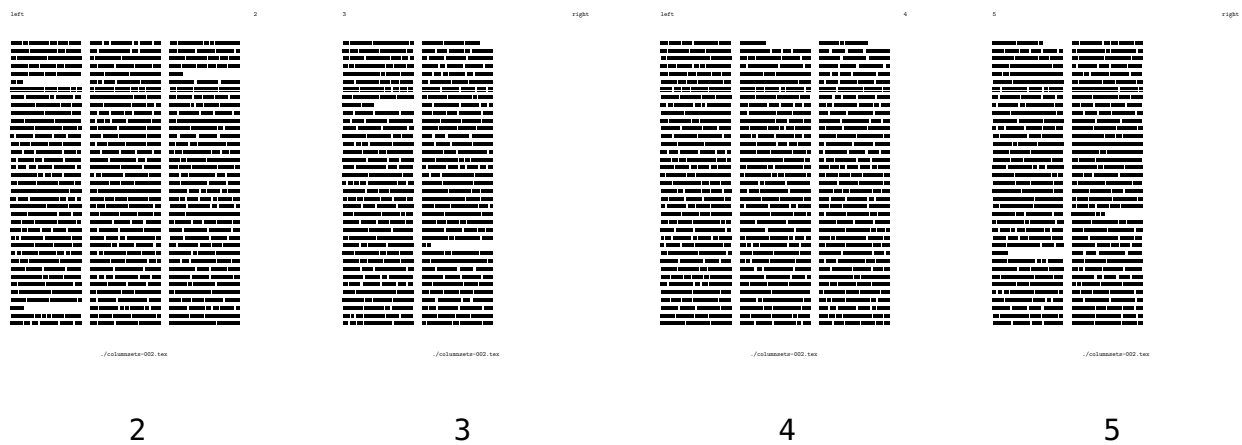 left 2 3 right left 4 5 right
./columnsets-002.tex ./columnsets-002.tex ./columnsets-002.tex ./columnsets-002.tex
2 3 4 5